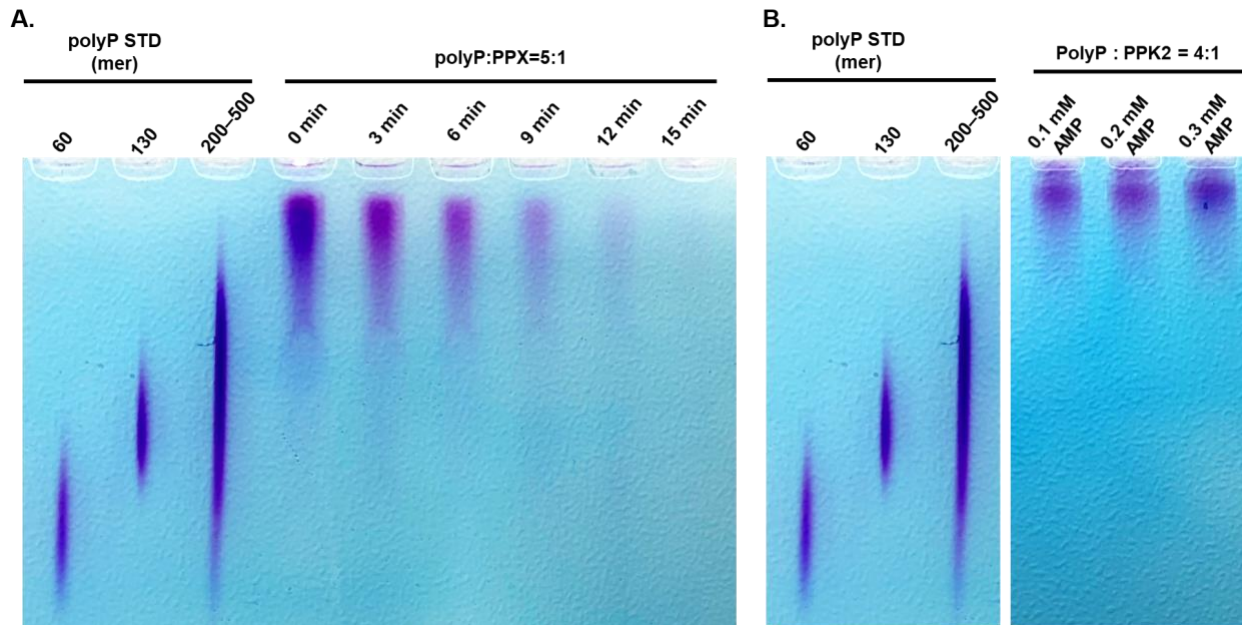 A.
polyP STD
(mer)
polyP:PPX=5:1
60
130
200–500
0 min
3 min
6 min
9 min
12 min
15 min
B.
polyP STD
(mer)
PolyP : PPK2 = 4:1
60
130
200–500
0.1 mM
AMP
0.2 mM
AMP
0.3 mM
AMP